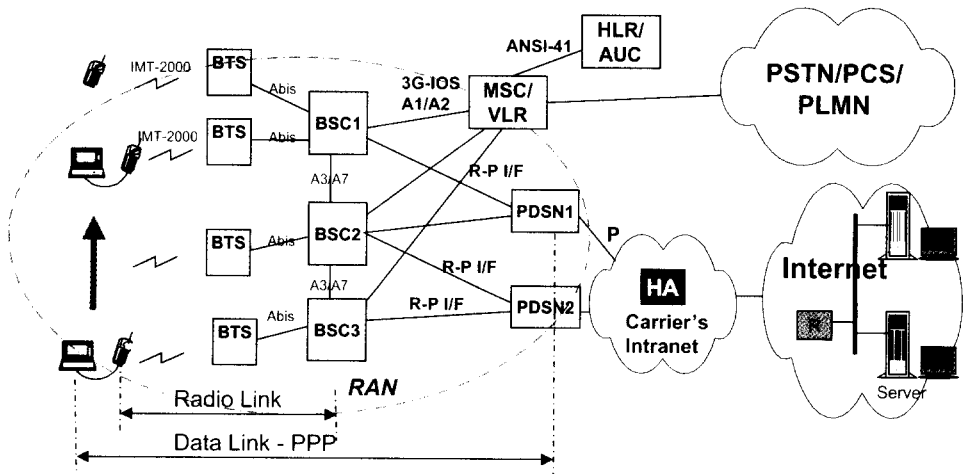 IMT-2000
BTS
ANSI-41
HLR/
AUC
Abis
3G-IOS
A1/A2
MSC/
VLR
PSTN/PCS/
PLMN
IMT-2000
BTS
Abis
BSC1
A3/A7
R-P I/F
PDSN1
P
BTS
Abis
BSC2
A3/A7
R-P I/F
R-P I/F
PDSN2
HA
Carrier's
Intranet
Internet
R
Server
BTS
Abis
BSC3
RAN
Radio Link
Data Link - PPP